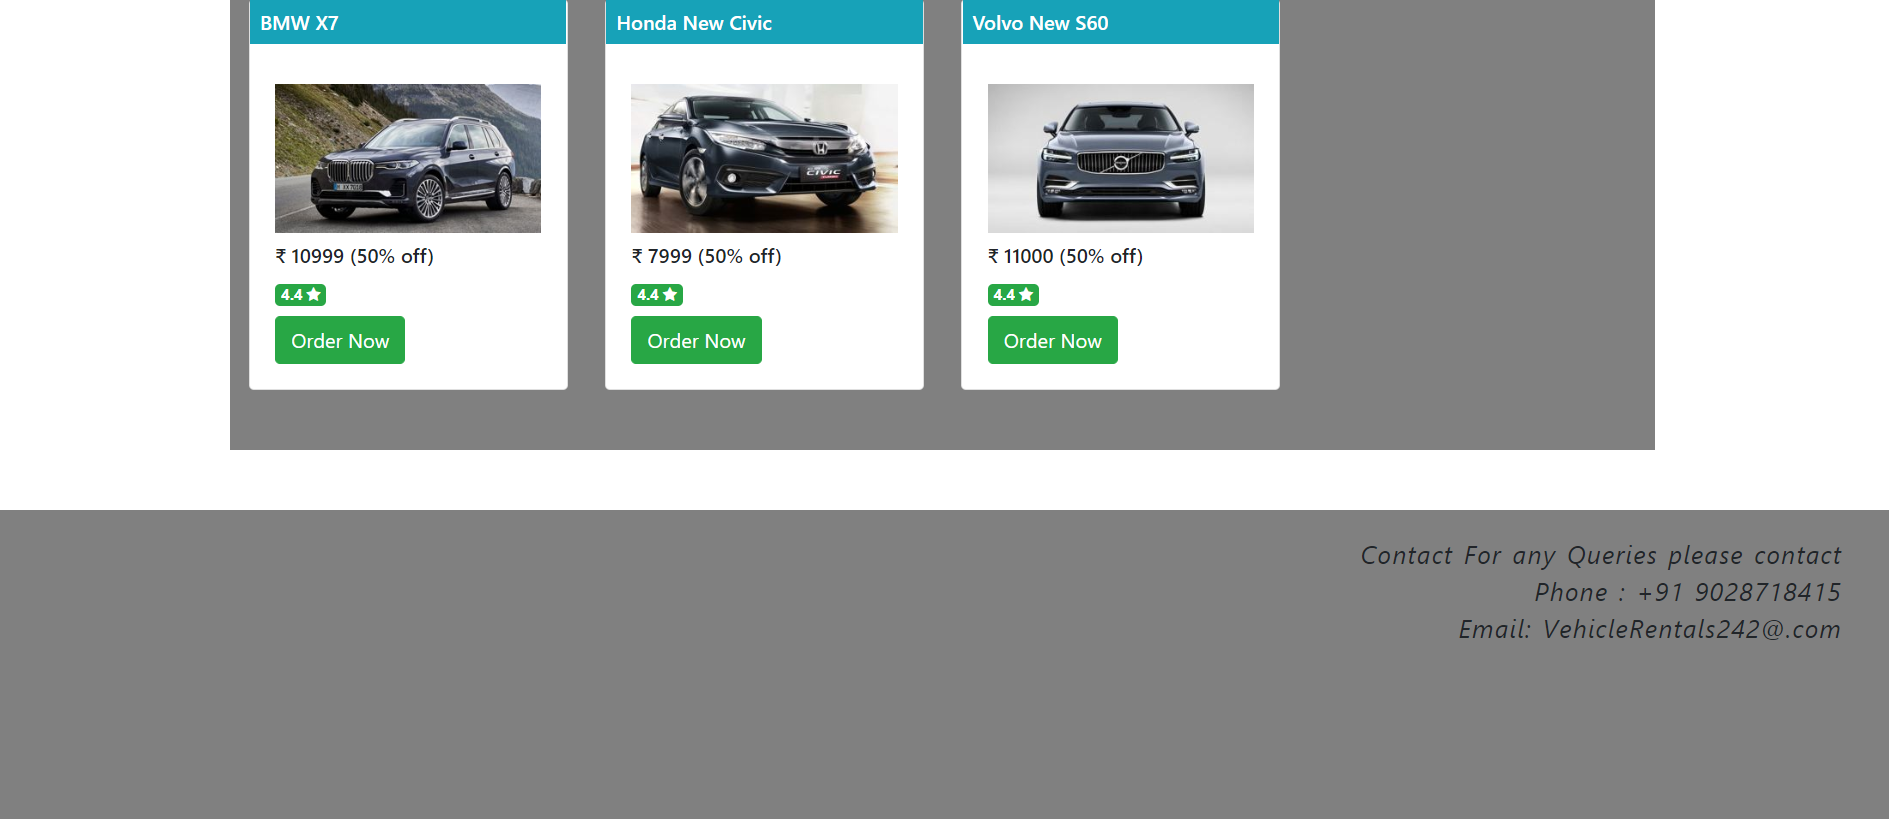 BMW X7
Honda New Civic
Volvo New S60
CIVIC
₹ 10999 (50% off)
₹ 7999 (50% off)
₹ 11000 (50% off)
4.4
4.4
4.4
Order Now
Order Now
Order Now
Contact For any Queries please contact
Phone : +91 9028718415
Email: VehicleRentals242@.com